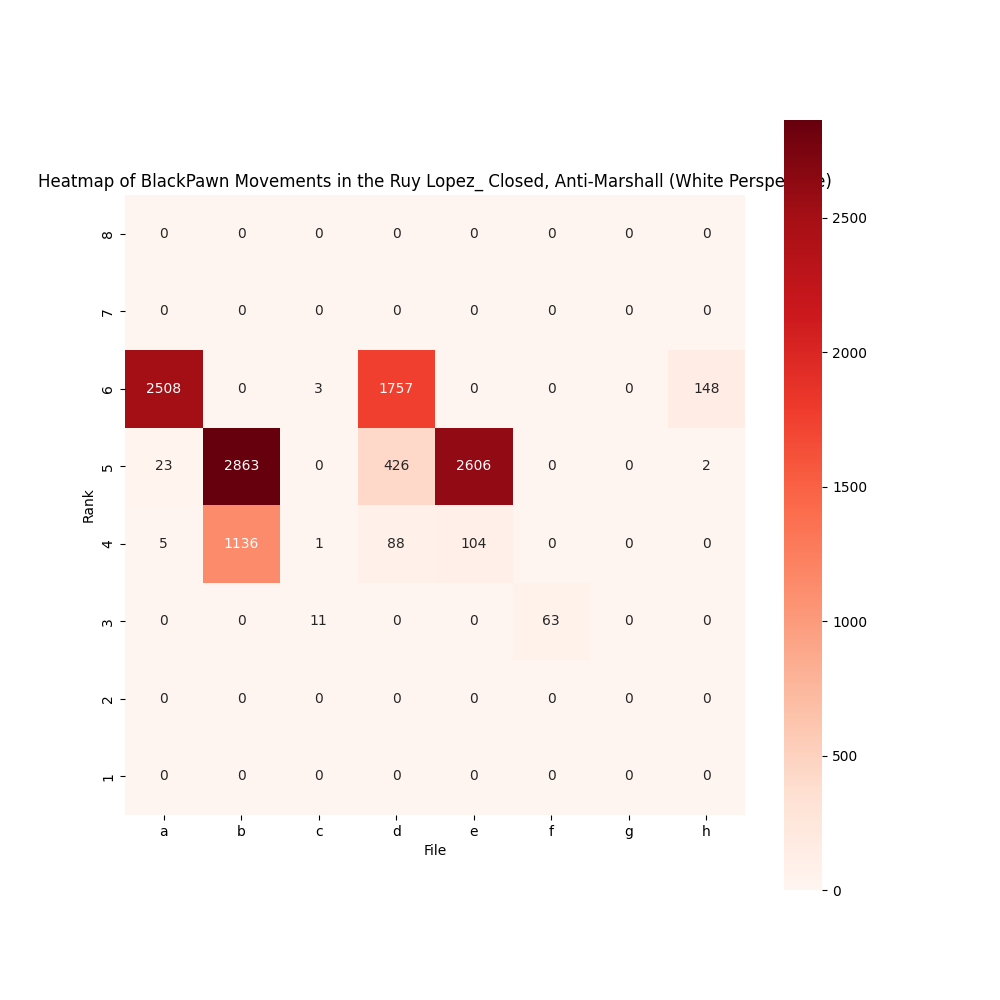 Heatmap of BlackPawn Movements in the Ruy Lopez_ Closed, Anti-Marshall (White Perspective)
8 0 0 0 0 0 0 0 0
7 0 0 0 0 0 0 0 0
6 2508 0 3 1757 0 0 0 148
5 23 2863 0 426 2606 0 0 2
Rank
4 5 1136 1 88 104 0 0 0
3 0 0 11 0 0 63 0 0
2 0 0 0 0 0 0 0 0
1 0 0 0 0 0 0 0 0
a b c d e f g h
File
2500
2000
1500
1000
500
0